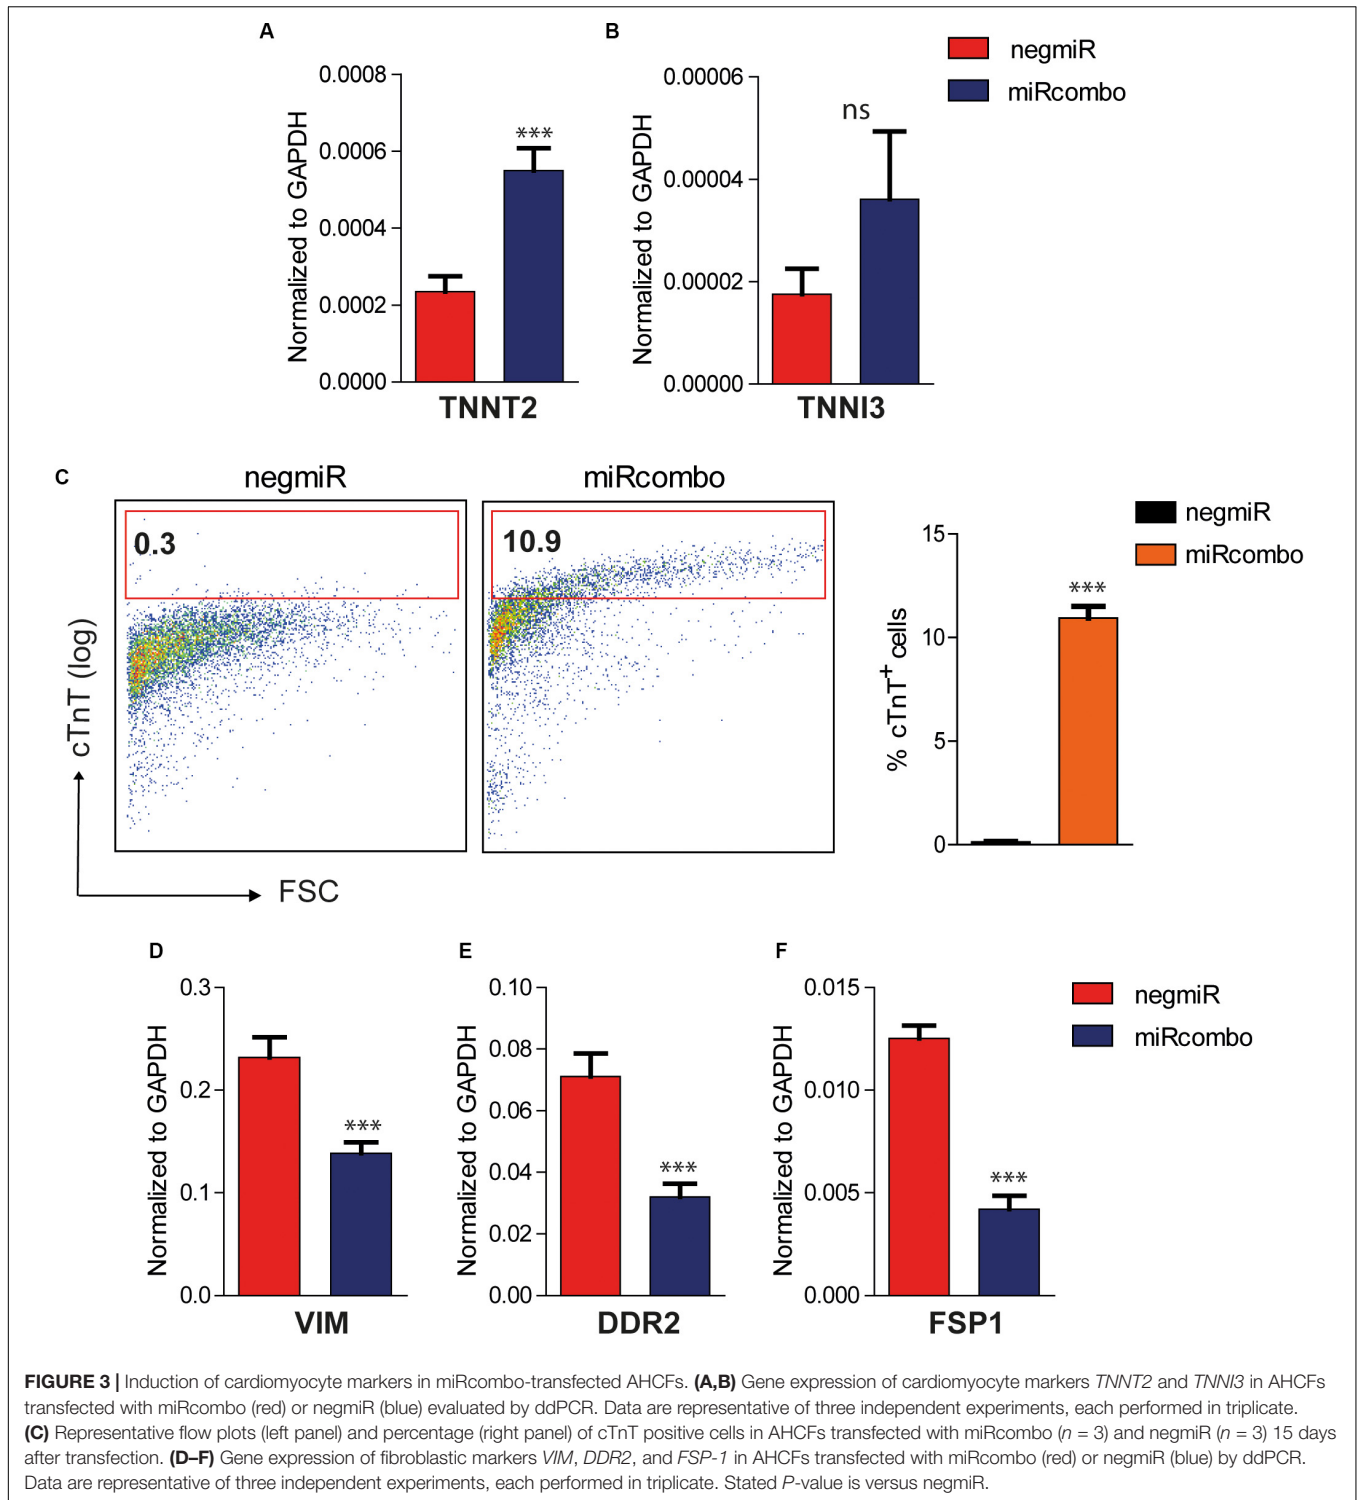 A
B
negmiR
miRcombo
0.0008
0.0006
0.0004
0.0002
0.0000
Normalized to GAPDH
***
TNNT2
0.00006
0.00004
0.00002
0.00000
Normalized to GAPDH
ns
TNNI3
C
negmiR
miRcombo
0.3
10.9
cTnT (log)
FSC
negmiR
miRcombo
15
10
5
0
% cTnT+ cells
***
D
E
F
negmiR
miRcombo
0.3
0.2
0.1
0.0
Normalized to GAPDH
***
VIM
0.10
0.08
0.06
0.04
0.02
0.00
Normalized to GAPDH
***
DDR2
0.015
0.010
0.005
0.000
Normalized to GAPDH
***
FSP1
FIGURE 3 | Induction of cardiomyocyte markers in miRcombo-transfected AHCFs. (A,B) Gene expression of cardiomyocyte markers TNNT2 and TNNI3 in AHCFs
transfected with miRcombo (red) or negmiR (blue) evaluated by ddPCR. Data are representative of three independent experiments, each performed in triplicate.
(C) Representative flow plots (left panel) and percentage (right panel) of cTnT positive cells in AHCFs transfected with miRcombo (n = 3) and negmiR (n = 3) 15 days
after transfection. (D–F) Gene expression of fibroblastic markers VIM, DDR2, and FSP-1 in AHCFs transfected with miRcombo (red) or negmiR (blue) by ddPCR.
Data are representative of three independent experiments, each performed in triplicate. Stated P-value is versus negmiR.